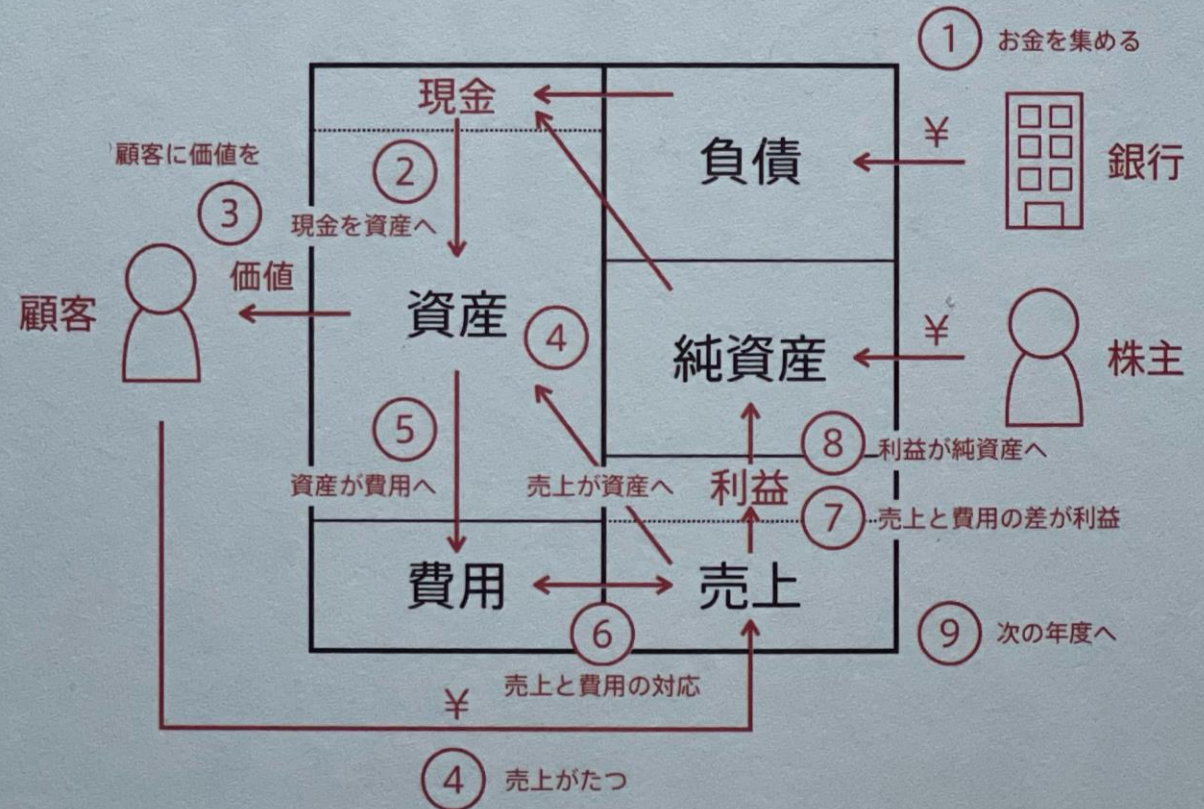 ① お金を集める
現金
¥
負債
銀行
②
現金を資産へ
顧客に価値を
③
価値
顧客
資産
④
純資産
¥
株主
⑤
資産が費用へ
売上が資産へ
利益
⑧ 利益が純資産へ
⑦ 売上と費用の差が利益
費用
売上
⑥
売上と費用の対応
⑨ 次の年度へ
¥
④ 売上がたつ